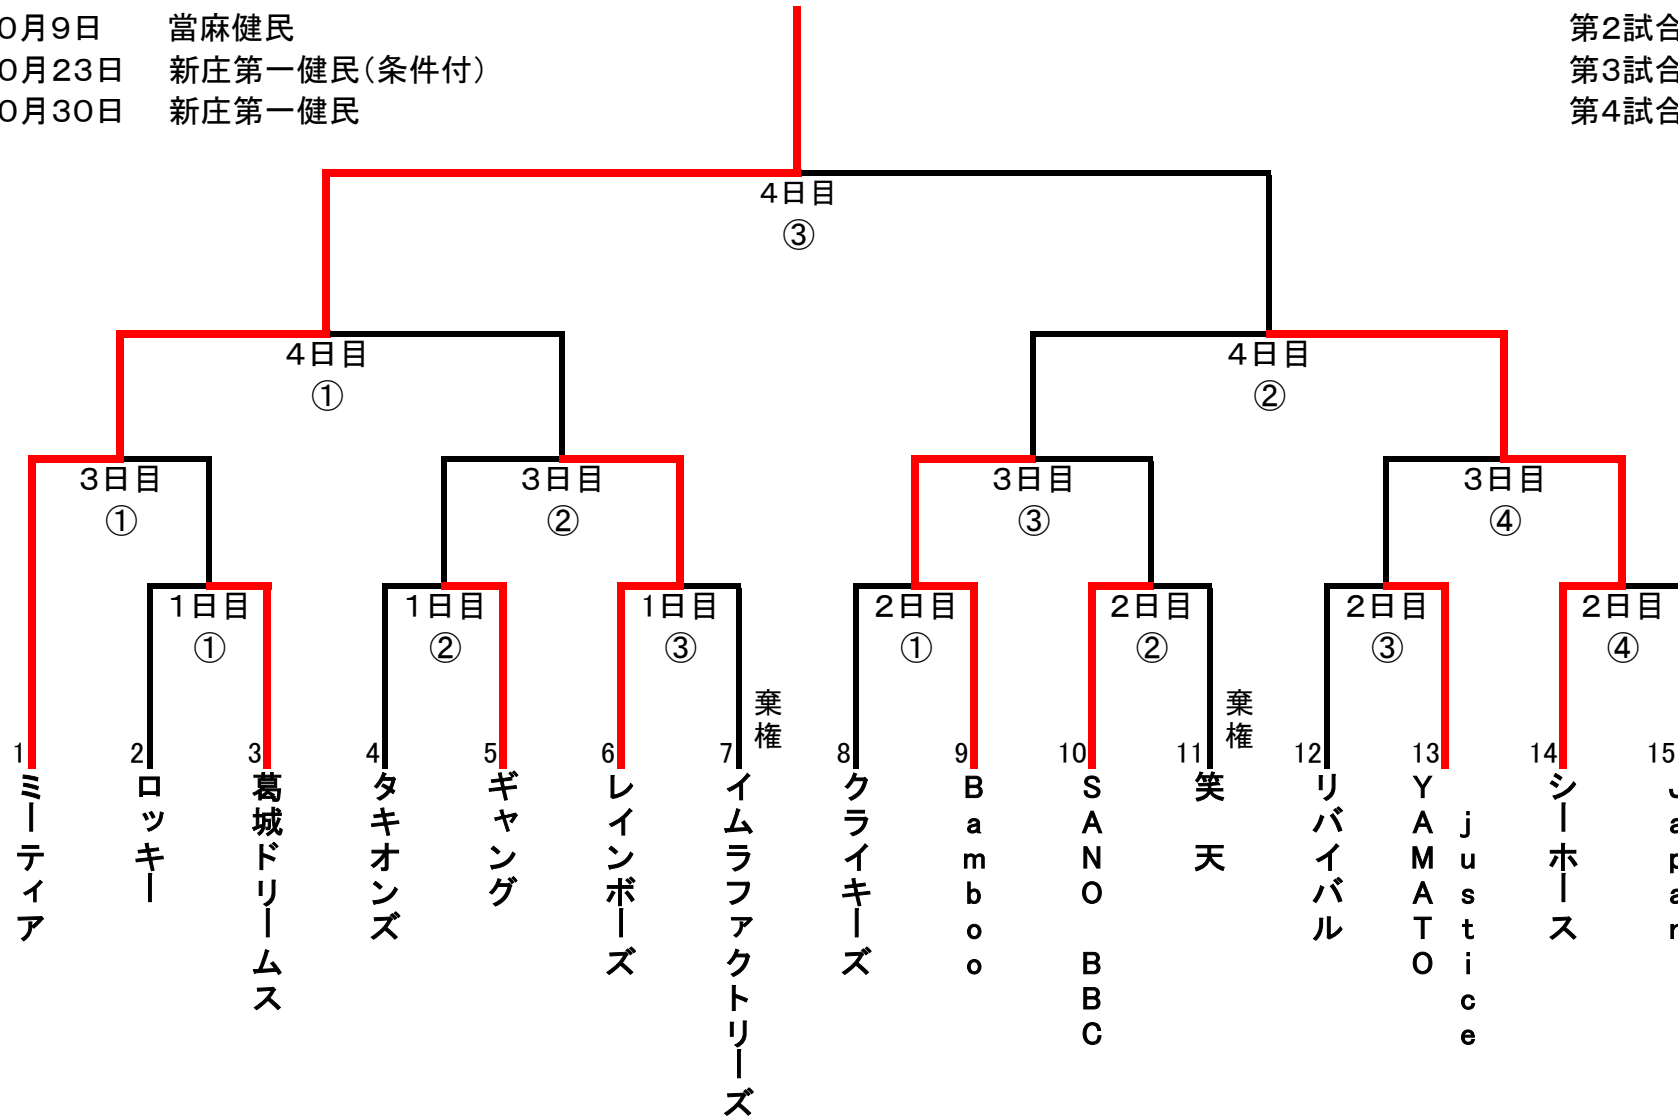 0月9日 當麻健民
0月23日 新庄第一健民(条件付)
0月30日 新庄第一健民
第2試合
第3試合
第4試合
4日目
③
4日目
①
4日目
②
3日目
①
3日目
②
3日目
③
3日目
④
1日目
①
1日目
②
1日目
③
2日目
①
2日目
②
2日目
③
2日目
④
棄権
棄権
1
ミーティア
2
ロッキー
3
葛城ドリームス
4
タキオンズ
5
ギャング
6
レインボーズ
7
イムラファクトリーズ
8
クライキーズ
9
Bamboo
10
SANO BBC
11
笑天
12
リバイバル
13
YAMATO
justice
14
シーホース
15